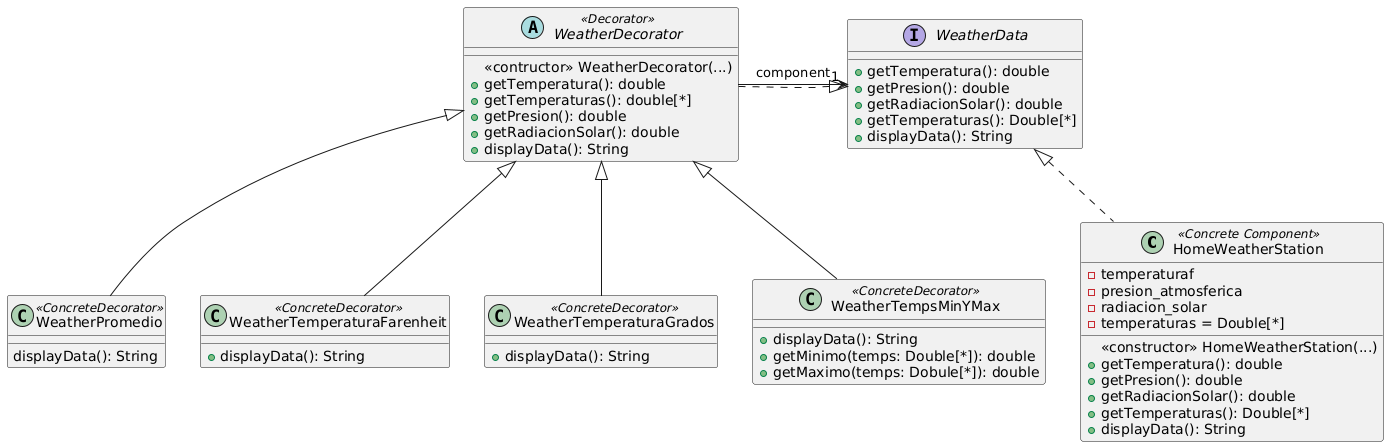 A
«Decorator»
WeatherDecorator
«contructor» WeatherDecorator(...)
getTemperatura(): double
getTemperaturas(): double[*]
getPresion(): double
getRadiacionSolar(): double
displayData(): String
component
1
I
WeatherData
getTemperatura(): double
getPresion(): double
getRadiacionSolar(): double
getTemperaturas(): Double[*]
displayData(): String
C
«ConcreteDecorator»
WeatherPromedio
displayData(): String
C
«ConcreteDecorator»
WeatherTemperaturaFarenheit
displayData(): String
C
«ConcreteDecorator»
WeatherTemperaturaGrados
displayData(): String
C
«ConcreteDecorator»
WeatherTempsMinYMax
displayData(): String
getMinimo(temps: Double[*]): double
getMaximo(temps: Dobule[*]): double
C
«Concrete Component»
HomeWeatherStation
temperaturaf
presion_atmosferica
radiacion_solar
temperaturas = Double[*]
«constructor» HomeWeatherStation(...)
getTemperatura(): double
getPresion(): double
getRadiacionSolar(): double
getTemperaturas(): Double[*]
displayData(): String